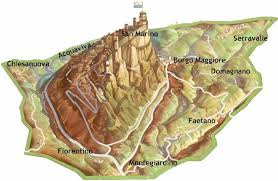 San Marino
Serravalle
Acquaviva
Chiesanuova
Borgo Maggiore
Domagnano
Faetano
Fiorentino
Montegiardino